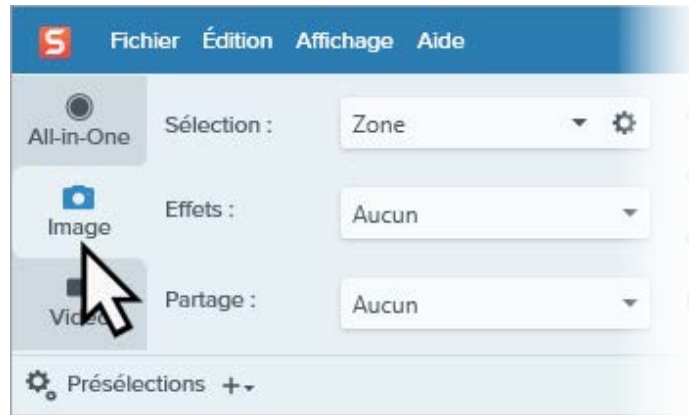 S Fichier Édition Affichage Aide
All-in-One
Sélection : Zone
Image
Effets : Aucun
Partage : Aucun
Présélections